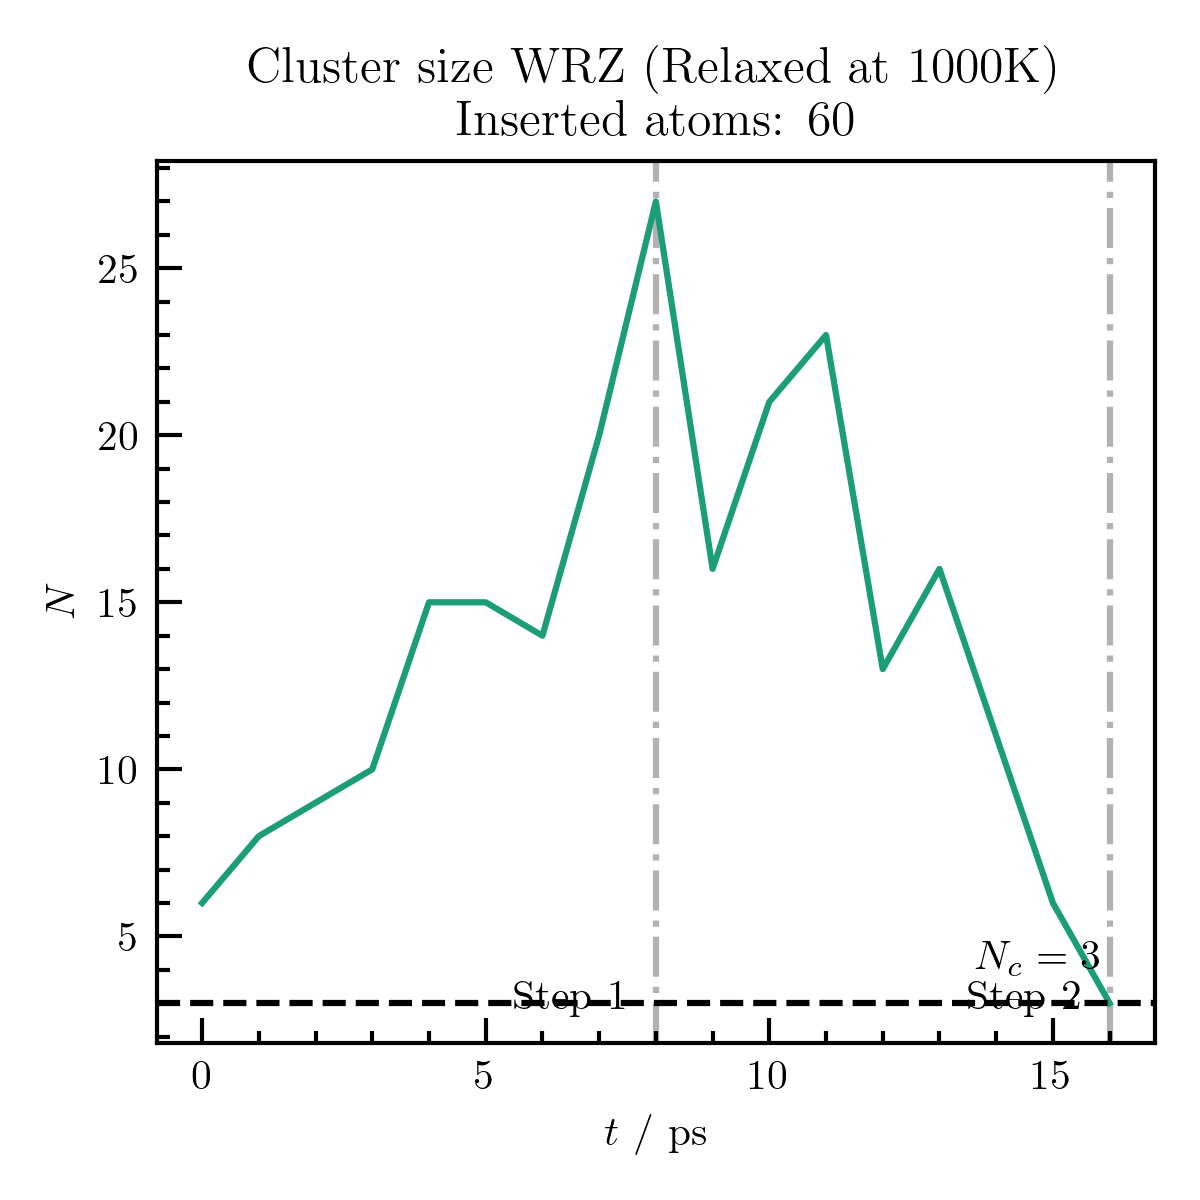 Cluster size WRZ (Relaxed at 1000K)
Inserted atoms: 60
25
20
15
10
5
N
N_c = 3
Step 1
Step 2
0
5
10
15
t / ps